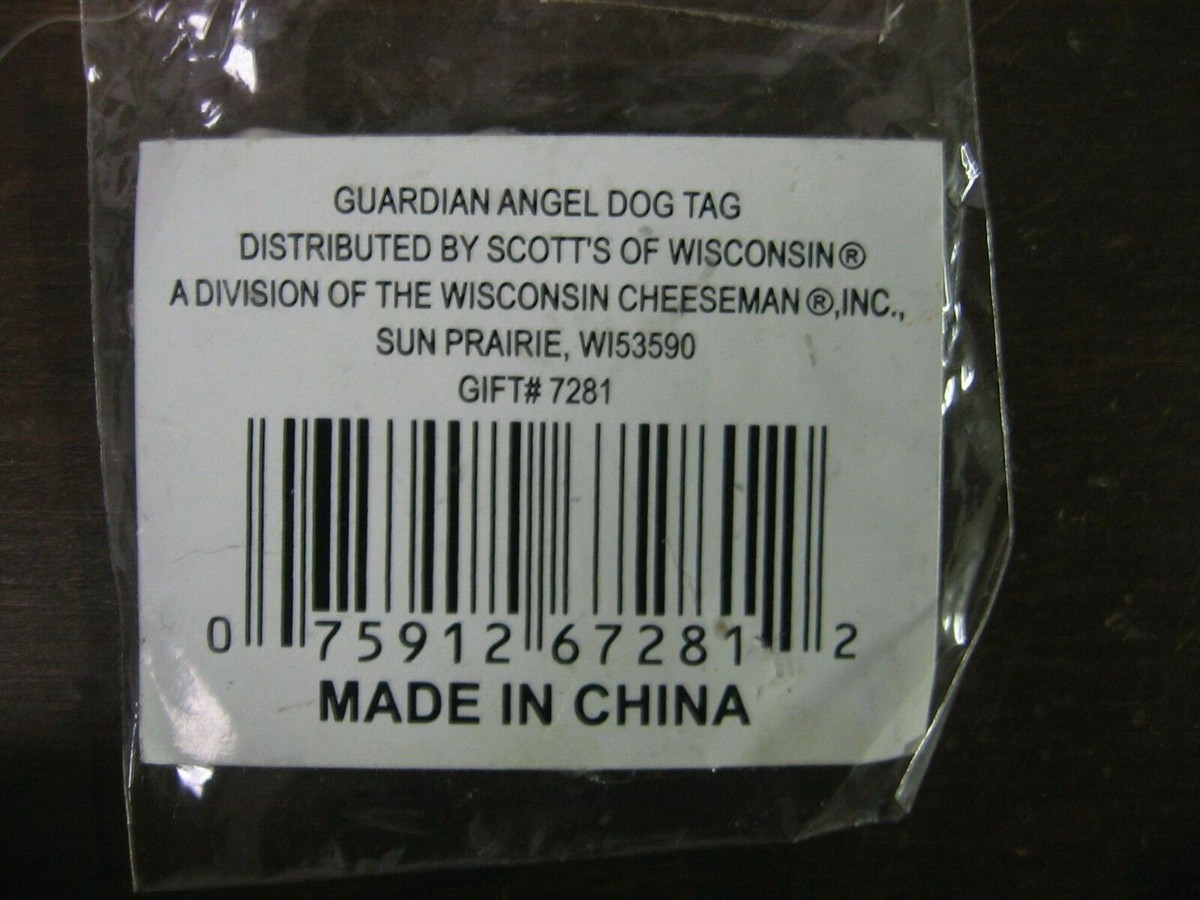 GUARDIAN ANGEL DOG TAG
DISTRIBUTED BY SCOTT'S OF WISCONSIN®
A DIVISION OF THE WISCONSIN CHEESEMAN®,INC.,
SUN PRAIRIE, WI53590
GIFT# 7281
0 75912 67281 2
MADE IN CHINA